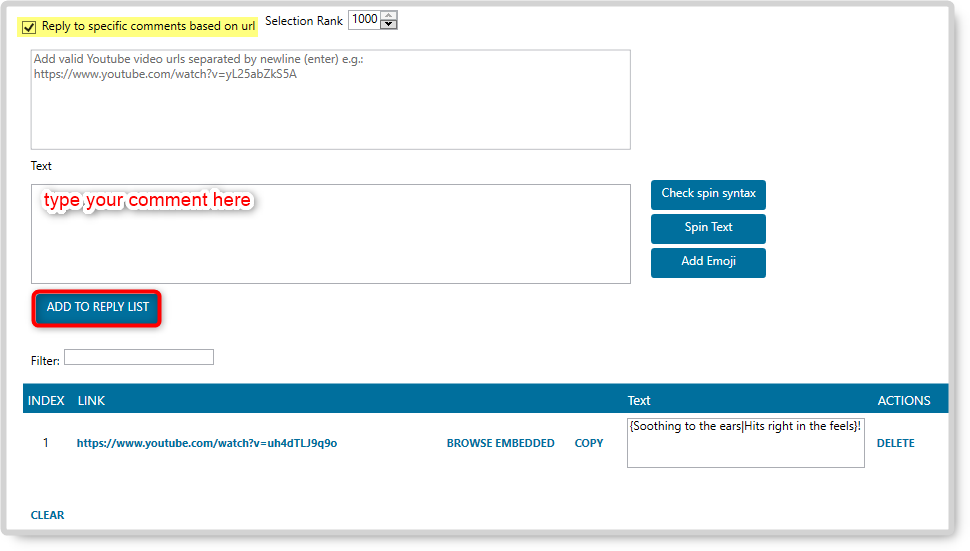 Reply to specific comments based on url Selection Rank 1000
Add valid Youtube video urls separated by newline (enter) e.g.:
https://www.youtube.com/watch?v=yL25abZkS5A
Text
type your comment here
Check spin syntax
Spin Text
Add Emoji
ADD TO REPLY LIST
Filter:
INDEX LINK Text ACTIONS
1 https://www.youtube.com/watch?v=uh4dTLJ9q9o BROWSE EMBEDDED COPY {Soothing to the ears|Hits right in the feels}! DELETE
CLEAR